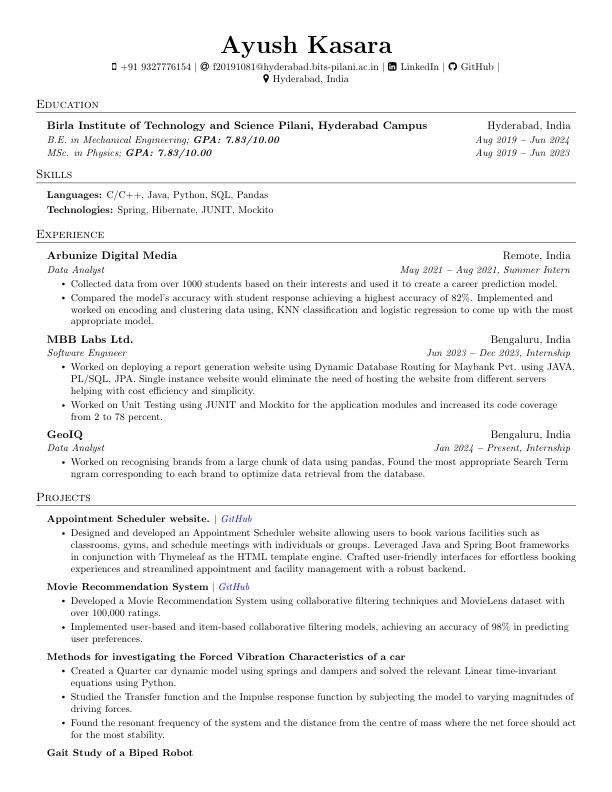 Ayush Kasara
+91 9327776154 | f20191081@hyderabad.bits-pilani.ac.in | LinkedIn | GitHub |
Hyderabad, India
Education
Birla Institute of Technology and Science Pilani, Hyderabad Campus Hyderabad, India
B.E. in Mechanical Engineering; GPA: 7.83/10.00 Aug 2019 – Jun 2024
MSc. in Physics; GPA: 7.83/10.00 Aug 2019 – Jun 2023
Skills
Languages: C/C++, Java, Python, SQL, Pandas
Technologies: Spring, Hibernate, JUNIT, Mockito
Experience
Arbunize Digital Media Remote, India
Data Analyst May 2021 – Aug 2021, Summer Intern
• Collected data from over 1000 students based on their interests and used it to create a career prediction model.
• Compared the model's accuracy with student response achieving a highest accuracy of 82%. Implemented and
worked on encoding and clustering data using, KNN classification and logistic regression to come up with the most
appropriate model.
MBB Labs Ltd. Bengaluru, India
Software Engineer Jun 2023 – Dec 2023, Internship
• Worked on deploying a report generation website using Dynamic Database Routing for Maybank Pvt. using JAVA,
PL/SQL, JPA. Single instance website would eliminate the need of hosting the website from different servers
helping with cost efficiency and simplicity.
• Worked on Unit Testing using JUNIT and Mockito for the application modules and increased its code coverage
from 2 to 78 percent.
GeoIQ Bengaluru, India
Data Analyst Jan 2024 – Present, Internship
• Worked on recognising brands from a large chunk of data using pandas, Found the most appropriate Search Term
ngram corresponding to each brand to optimize data retrieval from the database.
Projects
Appointment Scheduler website. | GitHub
• Designed and developed an Appointment Scheduler website allowing users to book various facilities such as
classrooms, gyms, and schedule meetings with individuals or groups. Leveraged Java and Spring Boot frameworks
in conjunction with Thymeleaf as the HTML template engine. Crafted user-friendly interfaces for effortless booking
experiences and streamlined appointment and facility management with a robust backend.
Movie Recommendation System | GitHub
• Developed a Movie Recommendation System using collaborative filtering techniques and MovieLens dataset with
over 100,000 ratings.
• Implemented user-based and item-based collaborative filtering models, achieving an accuracy of 98% in predicting
user preferences.
Methods for investigating the Forced Vibration Characteristics of a car
• Created a Quarter car dynamic model using springs and dampers and solved the relevant Linear time-invariant
equations using Python.
• Studied the Transfer function and the Impulse response function by subjecting the model to varying magnitudes of
driving forces.
• Found the resonant frequency of the system and the distance from the centre of mass where the net force should act
for the most stability.
Gait Study of a Biped Robot